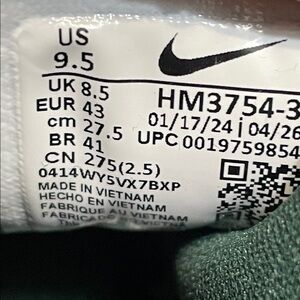 US
9.5
UK 8.5
EUR 43
cm 27.5
BR 41
CN 275(2.5)
HM3754-3
01/17/24 | 04/26
UPC 0019759854
0414WY5VX7BXP
MADE IN VIETNAM
HECHO EN VIETNAM
FABRIQUE AU VIETNAM
VIETNAM